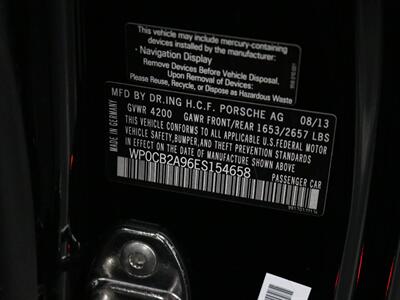 This vehicle may include mercury-containing
devices installed by the manufacturer:
• Navigation Display
Remove Devices Before Vehicle Disposal,
Upon Removal of Devices:
Please Reuse, Recycle, or Dispose as Hazardous Waste
MFD BY DR.ING H.C.F. PORSCHE AG 08/13
GVWR 4200 GAWR FRONT/REAR 1653/2657 LBS
THIS VEHICLE CONFORMS TO ALL APPLICABLE U.S.FEDERAL MOTOR
VEHICLE SAFETY,BUMPER,AND THEFT PREVENTION STANDARDS
IN EFFECT ON THE DATE OF MANUFACTURE SHOWN ABOVE
WP0CB2A96ES154658 PASSENGER CAR
MADE IN GERMANY